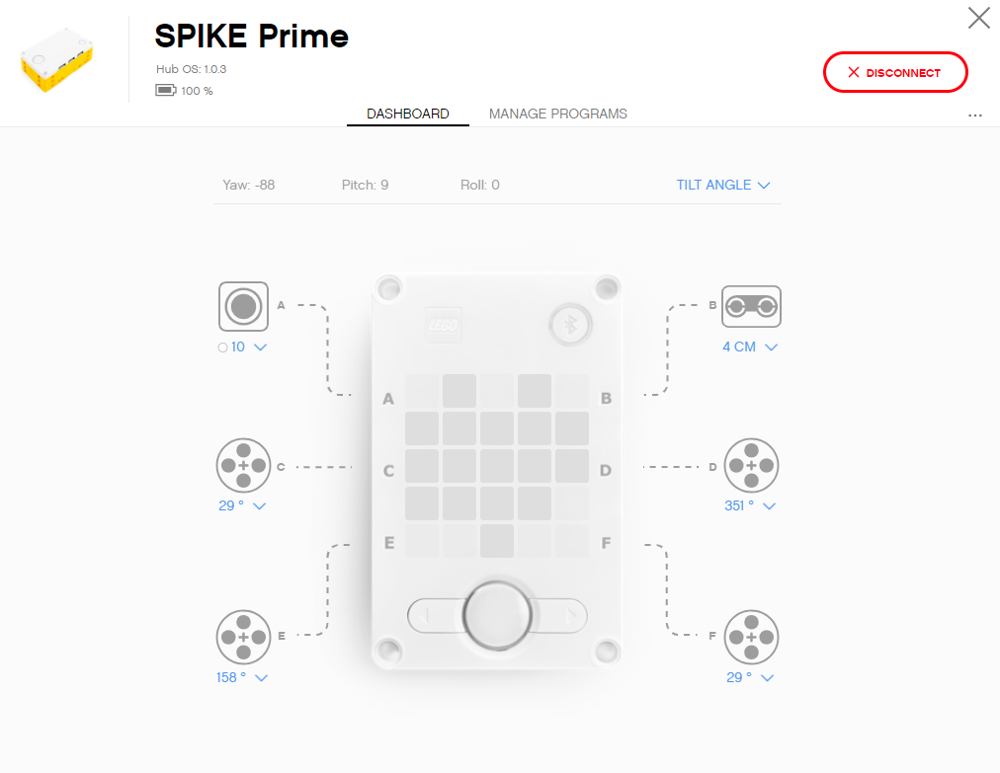 SPIKE Prime
Hub OS: 1.0.3
100 %
DISCONNECT
DASHBOARD
MANAGE PROGRAMS
...
Yaw: -88
Pitch: 9
Roll: 0
TILT ANGLE
A
B
10
4 CM
LEGO
A
B
C
D
C
D
29 °
351 °
E
F
E
F
158 °
29 °